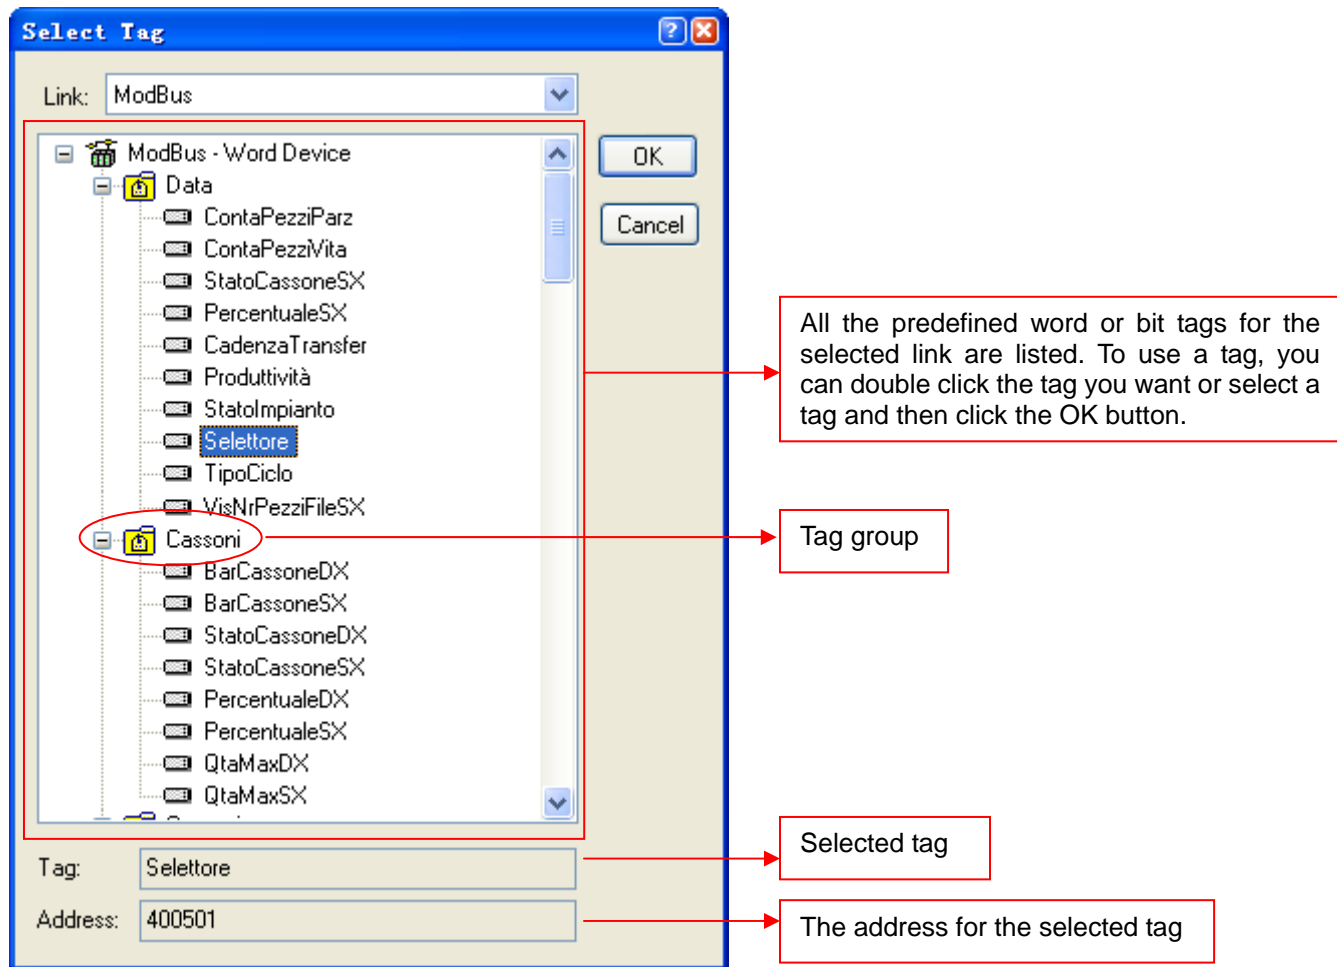 Select Tag
Link: ModBus
ModBus - Word Device
OK
Data
ContaPezziParz
Cancel
ContaPezziVita
StatoCassoneSX
PercentualeSX
CadenzaTransfer
Produttività
StatoImpianto
Selettore
TipoCiclo
VisNrPezziFileSX
Cassoni
BarCassoneDX
BarCassoneSX
StatoCassoneDX
StatoCassoneSX
PercentualeDX
PercentualeSX
QtaMaxDX
QtaMaxSX
Tag: Selettore
Address: 400501
All the predefined word or bit tags for the
selected link are listed. To use a tag, you
can double click the tag you want or select a
tag and then click the OK button.
Tag group
Selected tag
The address for the selected tag